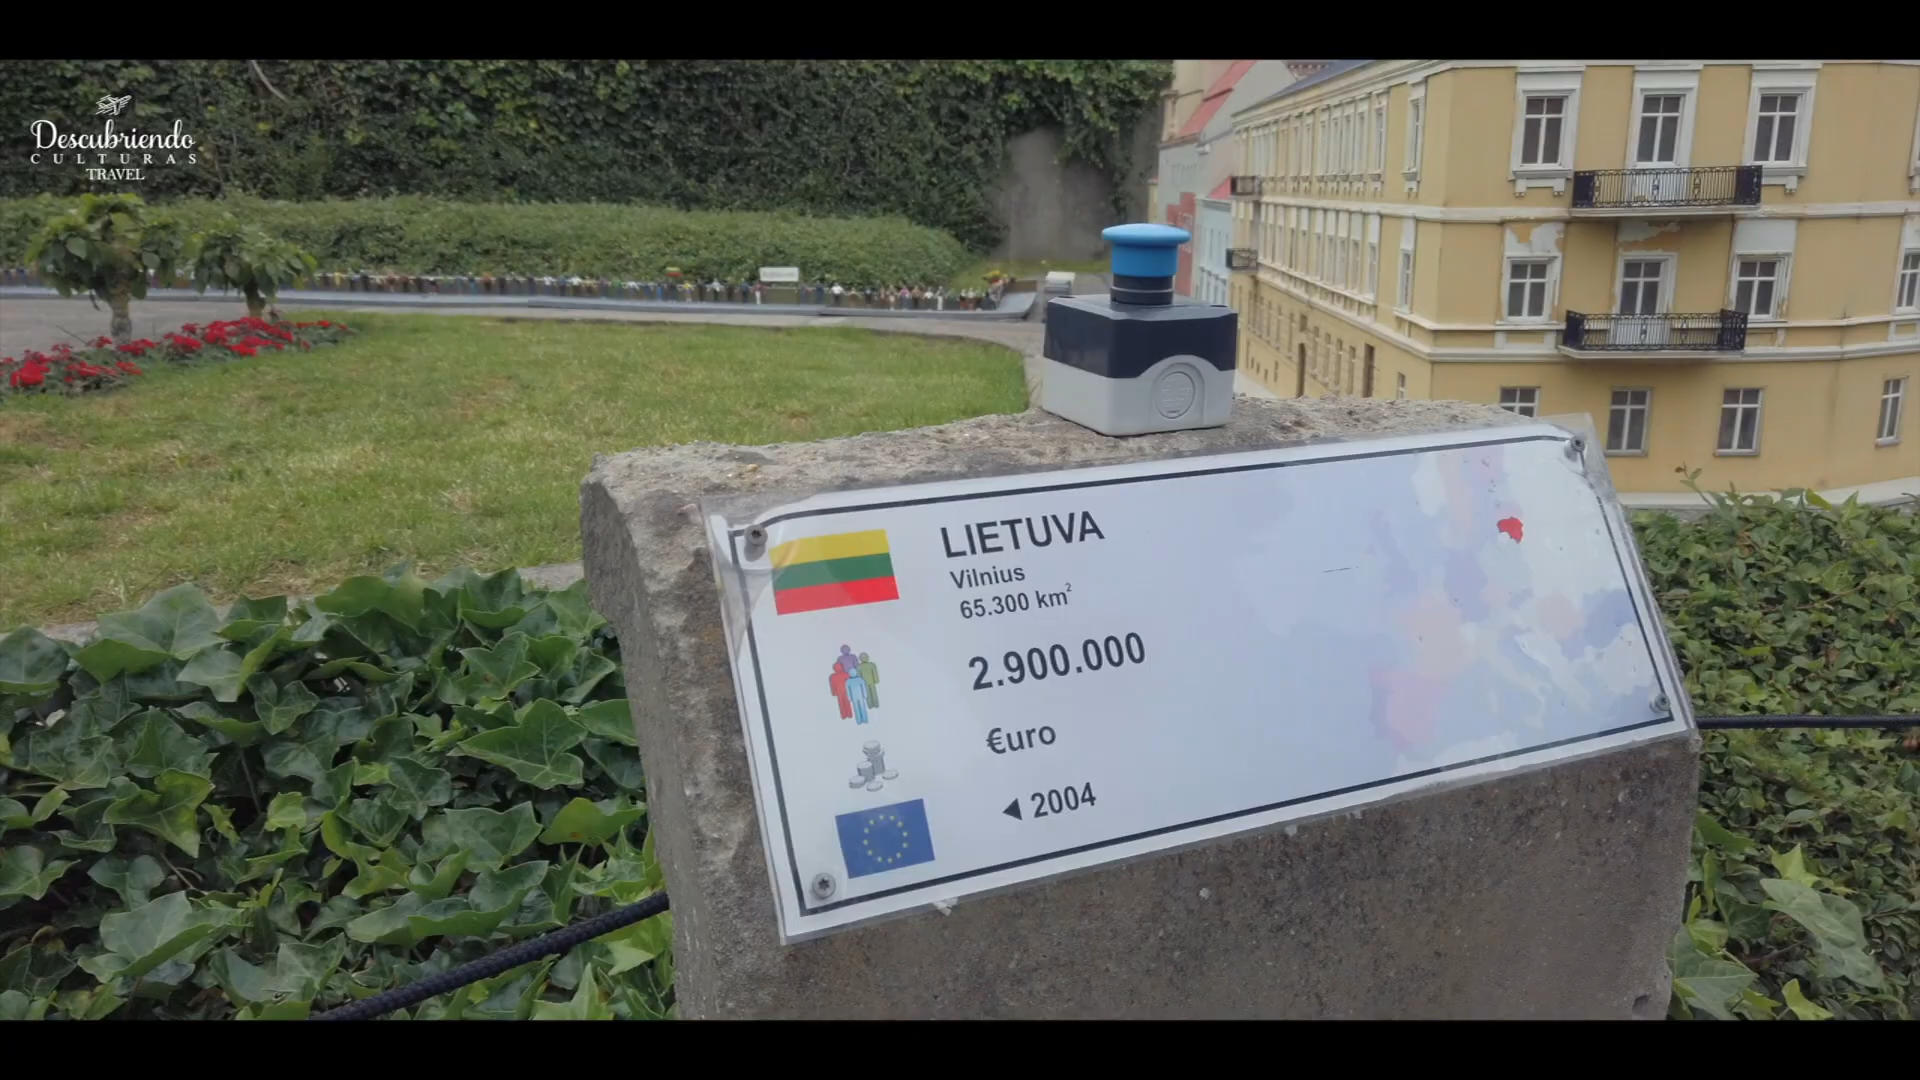 Descubriendo
CULTURAS
TRAVEL
LIETUVA
Vilnius
65.300 km²
2.900.000
€uro
◄ 2004